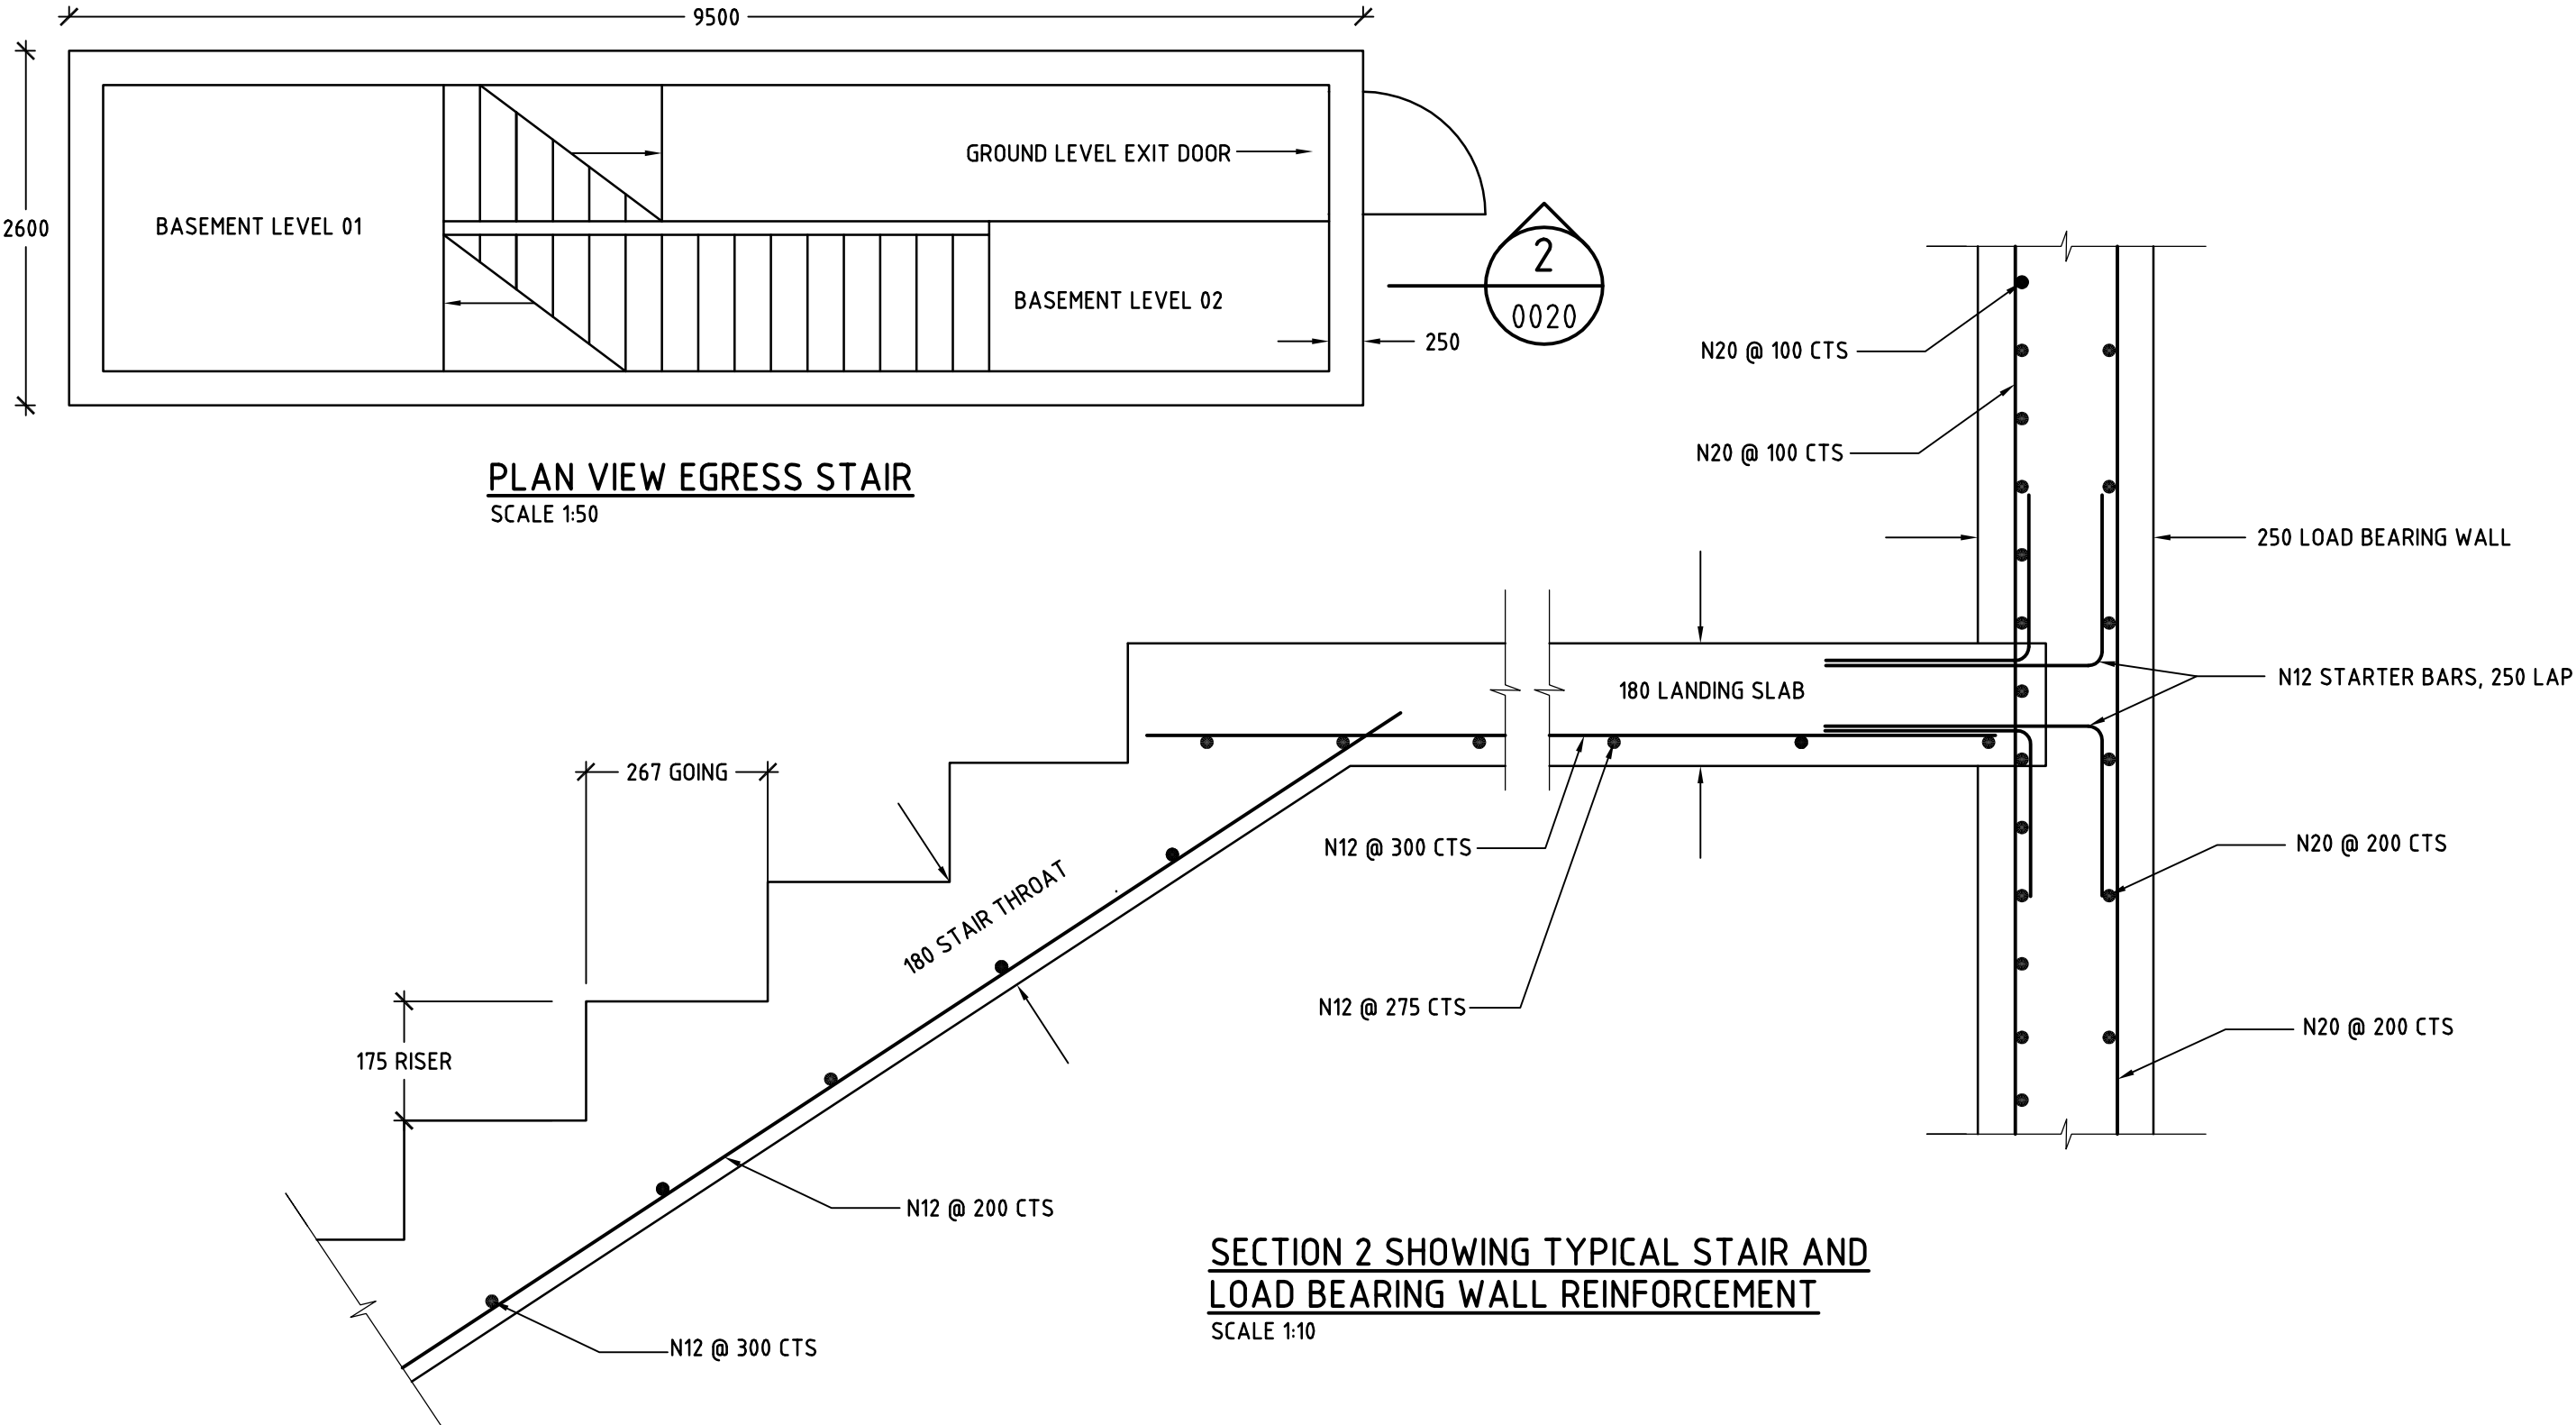 9500
2600
BASEMENT LEVEL 01
GROUND LEVEL EXIT DOOR
BASEMENT LEVEL 02
250
2
0020
PLAN VIEW EGRESS STAIR
SCALE 1:50
N20 @ 100 CTS
N20 @ 100 CTS
250 LOAD BEARING WALL
180 LANDING SLAB
N12 STARTER BARS, 250 LAP
267 GOING
N12 @ 300 CTS
N20 @ 200 CTS
180 STAIR THROAT
N12 @ 275 CTS
N20 @ 200 CTS
175 RISER
N12 @ 200 CTS
N12 @ 300 CTS
SECTION 2 SHOWING TYPICAL STAIR AND
LOAD BEARING WALL REINFORCEMENT
SCALE 1:10